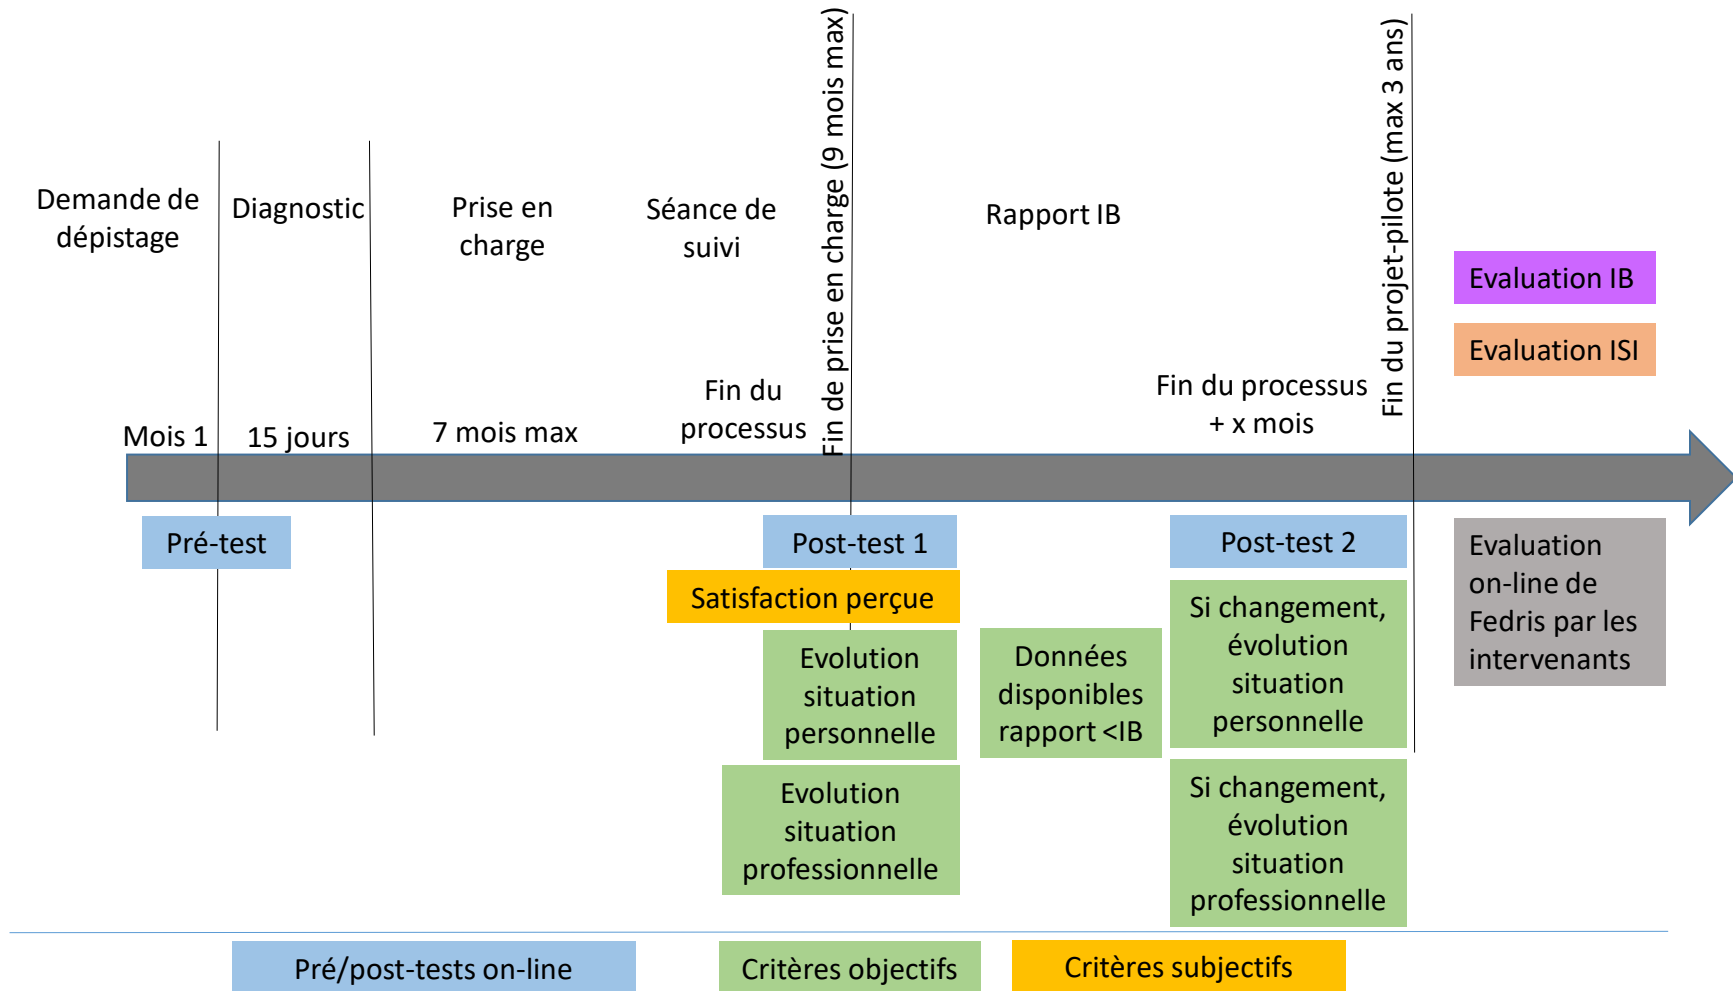 Demande de
dépistage
Diagnostic
Prise en
charge
Séance de
suivi
Fin de prise en charge (9 mois max)
Rapport IB
Fin du projet-pilote (max 3 ans)
Evaluation IB
Evaluation ISI
Mois 1
15 jours
7 mois max
Fin du
processus
Fin du processus
+ x mois
Pré-test
Post-test 1
Satisfaction perçue
Evolution
situation
personnelle
Evolution
situation
professionnelle
Données
disponibles
rapport <IB
Post-test 2
Si changement,
évolution
situation
personnelle
Si changement,
évolution
situation
professionnelle
Evaluation
on-line de
Fedris par les
intervenants
Pré/post-tests on-line
Critères objectifs
Critères subjectifs